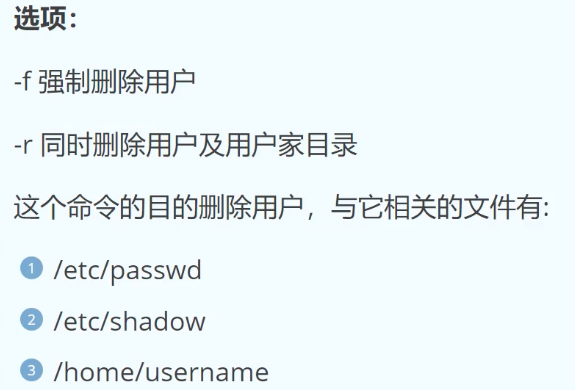 选项：
-f 强制删除用户
-r 同时删除用户及用户家目录
这个命令的目的删除用户，与它相关的文件有:
1 /etc/passwd
2 /etc/shadow
3 /home/username